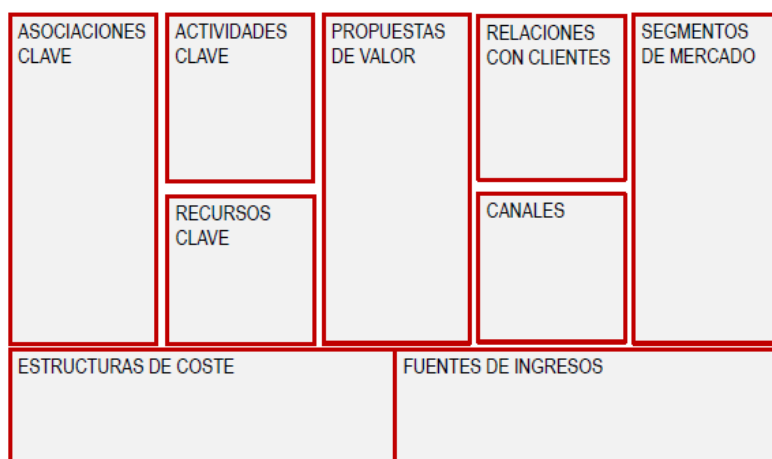 ASOCIACIONES
CLAVE
ACTIVIDADES
CLAVE
PROPUESTAS
DE VALOR
RELACIONES
CON CLIENTES
SEGMENTOS
DE MERCADO
RECURSOS
CLAVE
CANALES
ESTRUCTURAS DE COSTE
FUENTES DE INGRESOS